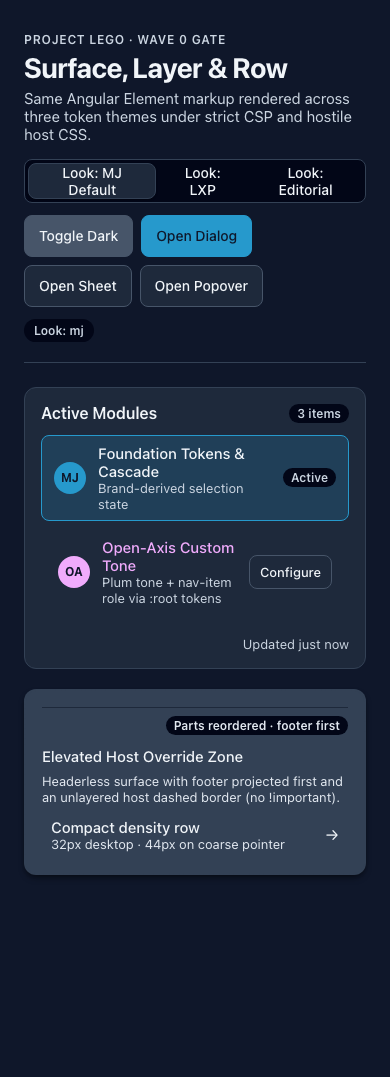 PROJECT LEGO · WAVE 0 GATE
Surface, Layer & Row
Same Angular Element markup rendered across
three token themes under strict CSP and hostile
host CSS.
Look: MJ
Default
Look:
LXP
Look:
Editorial
Toggle Dark
Open Dialog
Open Sheet
Open Popover
Look: mj
Active Modules
3 items
MJ
Foundation Tokens &
Cascade
Brand-derived selection
state
Active
OA
Open-Axis Custom
Tone
Plum tone + nav-item
role via :root tokens
Configure
Updated just now
Parts reordered · footer first
Elevated Host Override Zone
Headerless surface with footer projected first and
an unlayered host dashed border (no !important).
Compact density row
32px desktop · 44px on coarse pointer
→